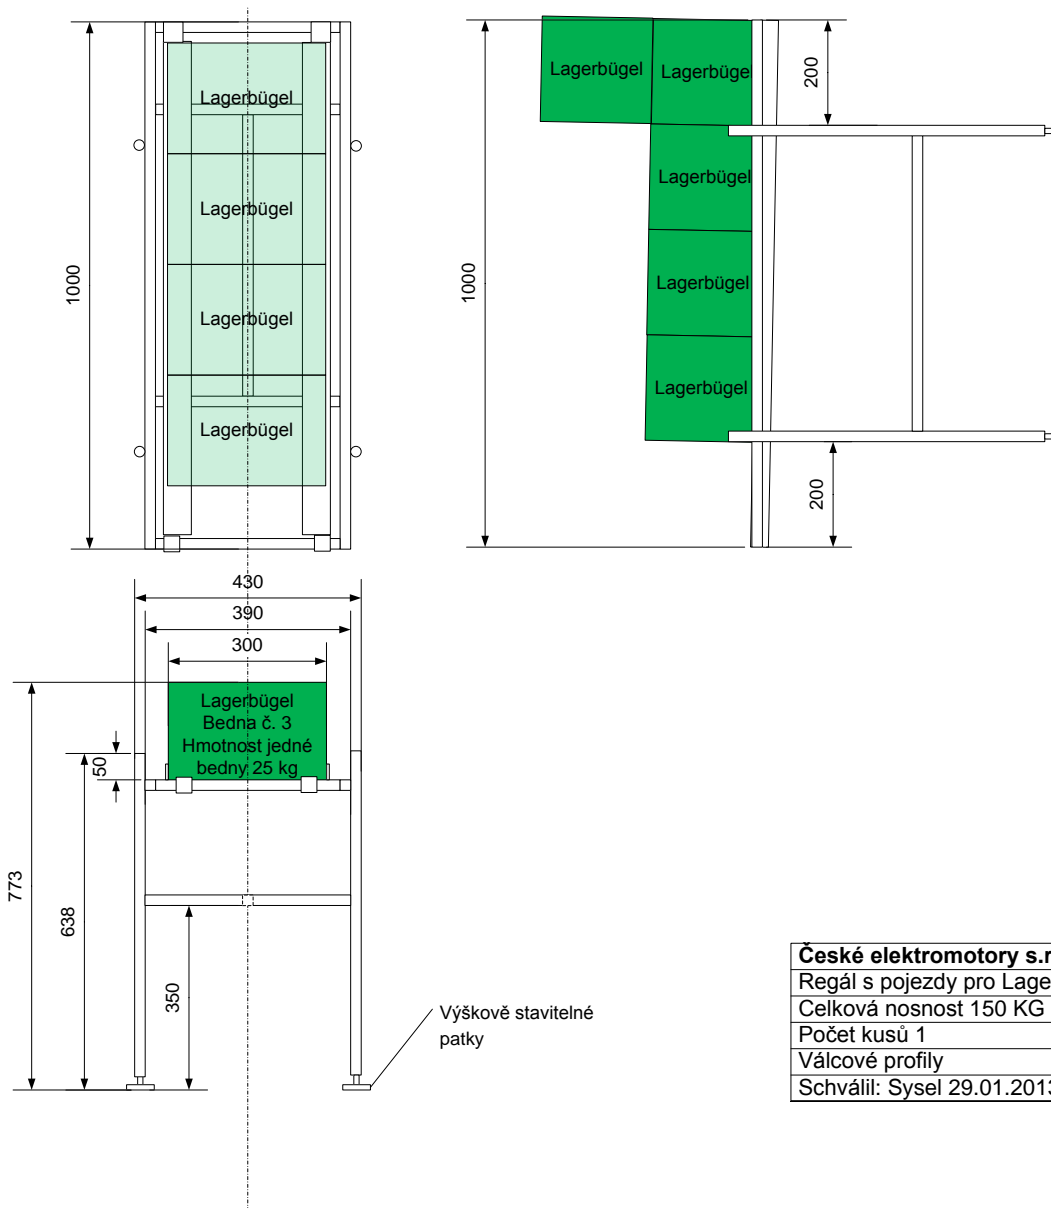 1000
Lagerbügel
Lagerbügel
Lagerbügel
Lagerbügel
1000
Lagerbügel
Lagerbüge
Lagerbügel
Lagerbügel
Lagerbügel
200
200
430
390
300
Lagerbügel
Bedna č. 3
Hmotnost jedné
bedny 25 kg
50
773
638
350
Výškově stavitelné
patky
České elektromotory s.r
Regál s pojezdy pro Lage
Celková nosnost 150 KG
Počet kusů 1
Válcové profily
Schválil: Sysel 29.01.2013